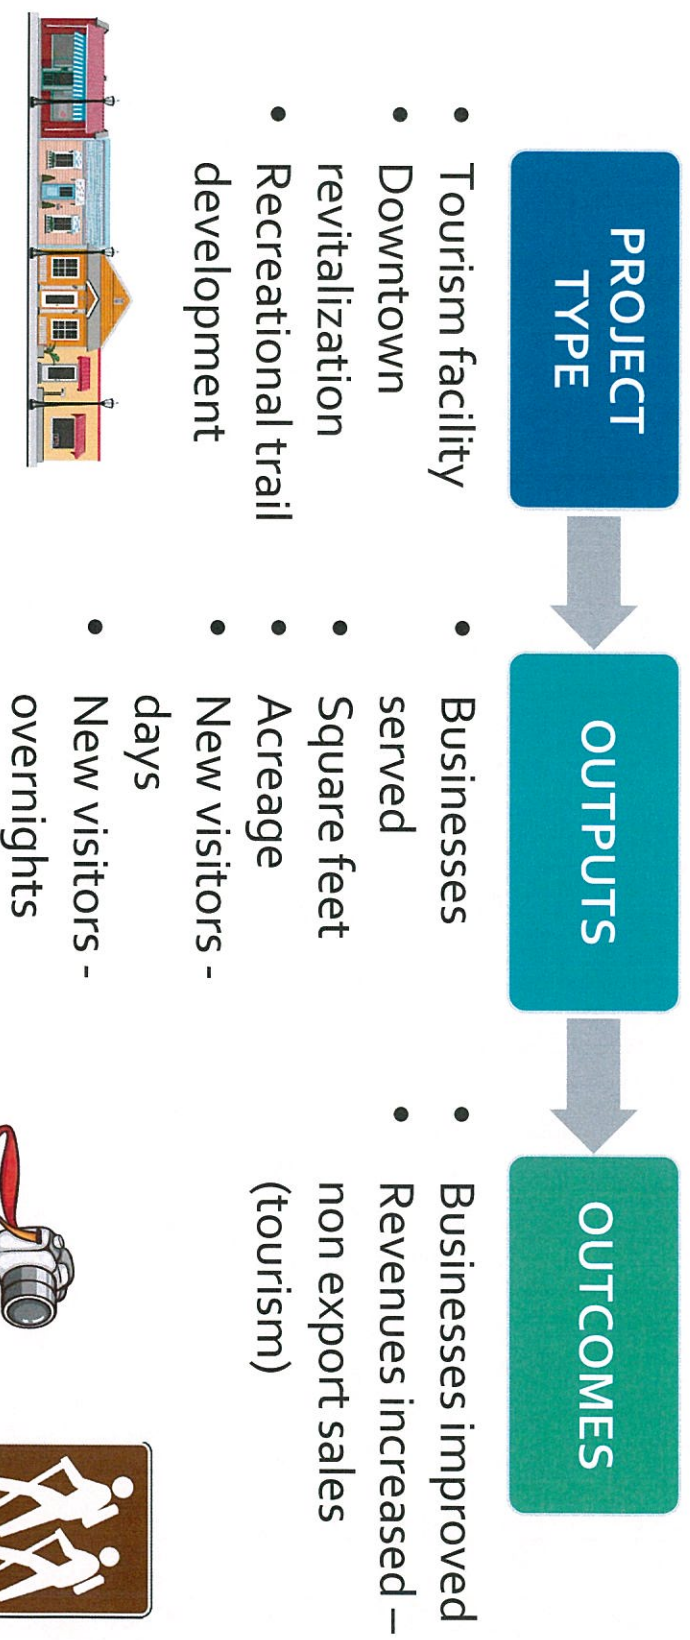 PROJECT
TYPE
• Tourism facility
• Downtown
revitalization
• Recreational trail
development
OUTPUTS
• Businesses
served
• Square feet
• Acreage
• New visitors -
days
• New visitors -
overnights
OUTCOMES
• Businesses improved
• Revenues increased –
non export sales
(tourism)